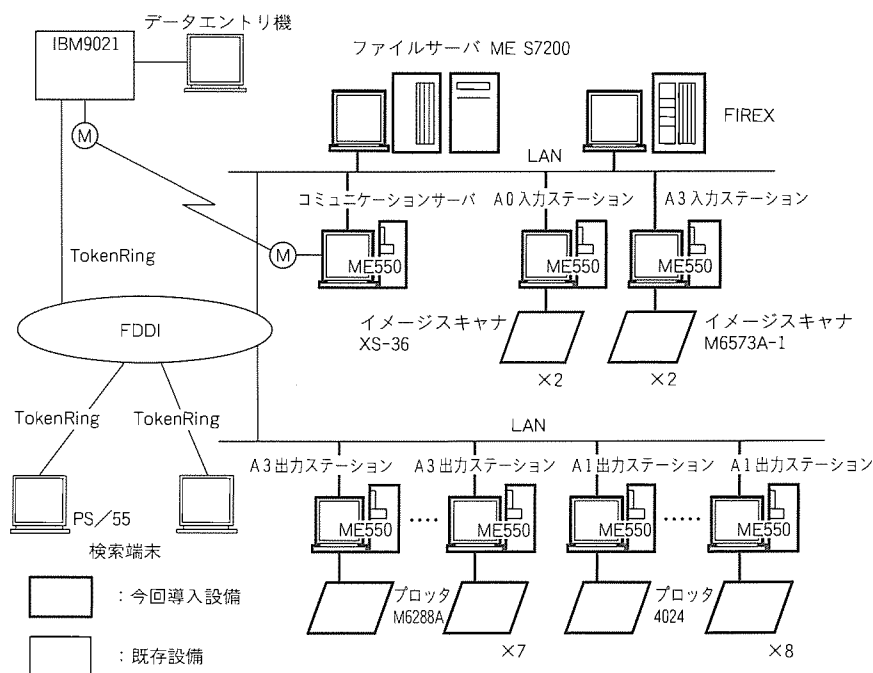 データエントリ機
IBM9021
ファイルサーバ ME S7200
FIREX
M
LAN
コミュニケーションサーバ
A0入力ステーション
A3入力ステーション
M
ME550
ME550
ME550
TokenRing
イメージスキャナ
XS-36
イメージスキャナ
M6573A-1
FDDI
×2
×2
TokenRing
TokenRing
LAN
A3出力ステーション
A3出力ステーション
A1出力ステーション
A1出力ステーション
PS/55
ME550
‥‥
ME550
ME550
‥‥‥
ME550
検索端末
プロッタ
M6288A
プロッタ
4024
:今回導入設備
×7
×8
:既存設備